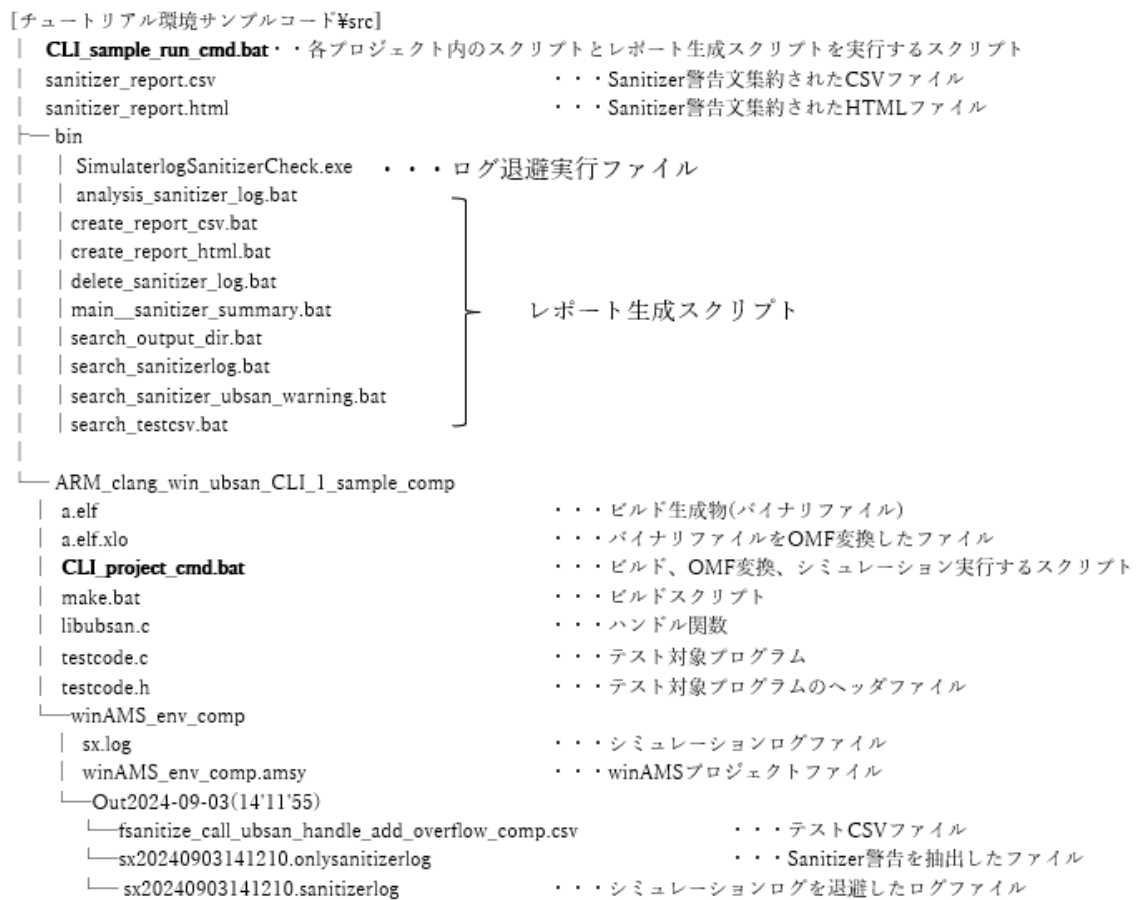 [チュートリアル環境サンプルコード¥src]
│ CLI_sample_run_cmd.bat・・各プロジェクト内のスクリプトとレポート生成スクリプトを実行するスクリプト
│ sanitizer_report.csv ・・・Sanitizer警告文集約されたCSVファイル
│ sanitizer_report.html ・・・Sanitizer警告文集約されたHTMLファイル
├─ bin
│ │ SimulaterlogSanitizerCheck.exe ・・・ログ退避実行ファイル
│ │ analysis_sanitizer_log.bat
│ │ create_report_csv.bat
│ │ create_report_html.bat
│ │ delete_sanitizer_log.bat
│ │ main__sanitizer_summary.bat レポート生成スクリプト
│ │ search_output_dir.bat
│ │ search_sanitizerlog.bat
│ │ search_sanitizer_ubsan_warning.bat
│ │ search_testcsv.bat
│
└─ ARM_clang_win_ubsan_CLI_1_sample_comp
│ a.elf ・・・ビルド生成物(バイナリファイル)
│ a.elf.xlo ・・・バイナリファイルをOMF変換したファイル
│ CLI_project_cmd.bat ・・・ビルド、OMF変換、シミュレーション実行するスクリプト
│ make.bat ・・・ビルドスクリプト
│ libubsan.c ・・・ハンドル関数
│ testcode.c ・・・テスト対象プログラム
│ testcode.h ・・・テスト対象プログラムのヘッダファイル
└─winAMS_env_comp
│ sx.log ・・・シミュレーションログファイル
│ winAMS_env_comp.amsy ・・・winAMSプロジェクトファイル
└─Out2024-09-03(14'11'55)
└─fsanitize_call_ubsan_handle_add_overflow_comp.csv ・・・テストCSVファイル
└─sx20240903141210.onlysanitizerlog ・・・Sanitizer警告を抽出したファイル
└─ sx20240903141210.sanitizerlog ・・・シミュレーションログを退避したログファイル